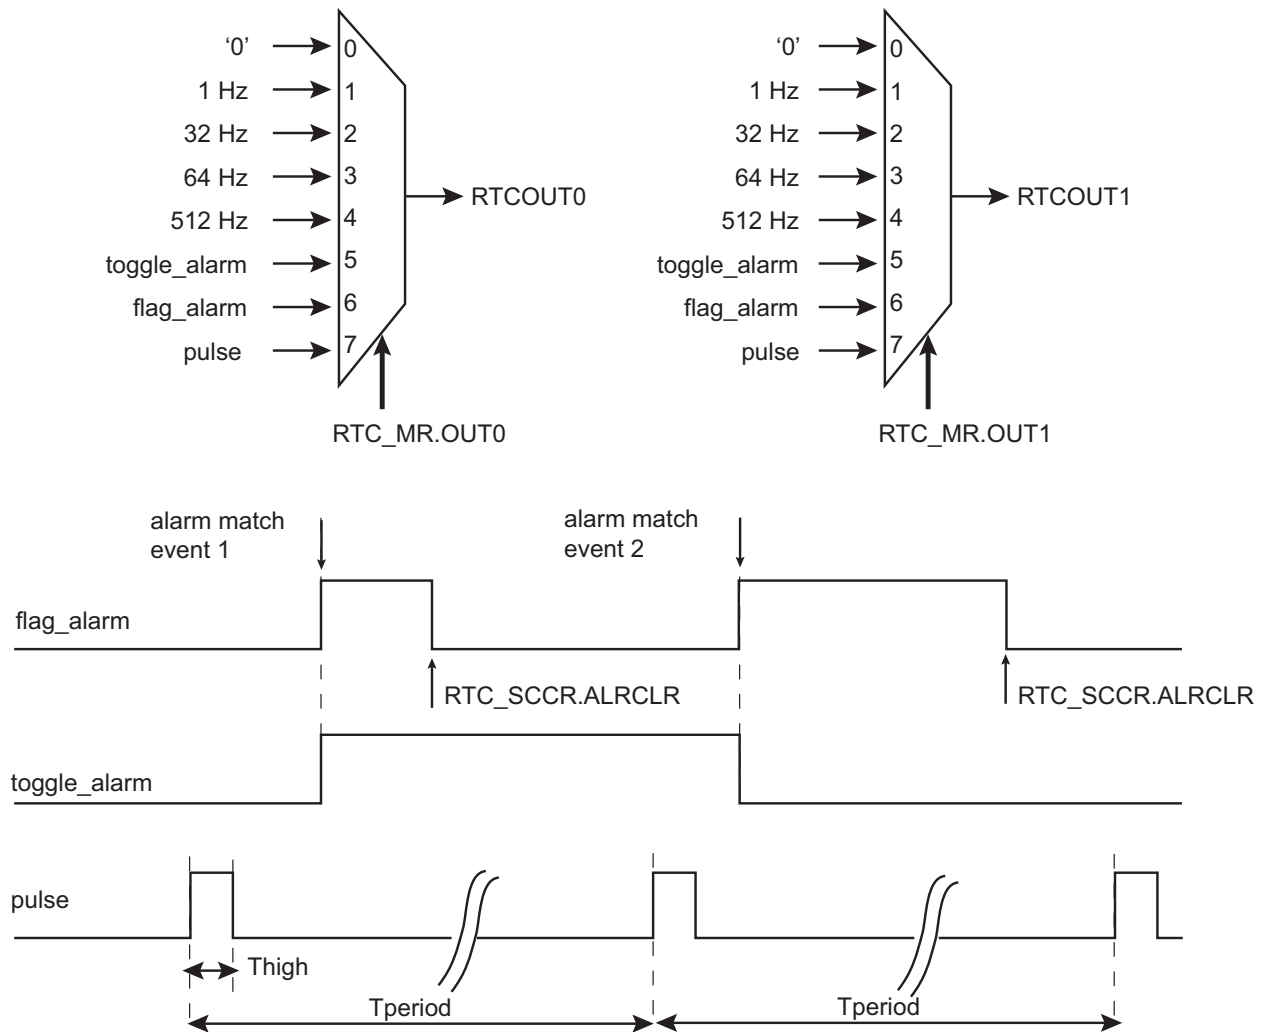 ‘0’
0
1 Hz
1
32 Hz
2
64 Hz
3
512 Hz
4
toggle_alarm
5
flag_alarm
6
pulse
7
RTCOUT0
RTC_MR.OUT0
‘0’
0
1 Hz
1
32 Hz
2
64 Hz
3
512 Hz
4
toggle_alarm
5
flag_alarm
6
pulse
7
RTCOUT1
RTC_MR.OUT1
alarm match
event 1
alarm match
event 2
flag_alarm
RTC_SCCR.ALRCLR
RTC_SCCR.ALRCLR
toggle_alarm
pulse
Thigh
Tperiod
Tperiod